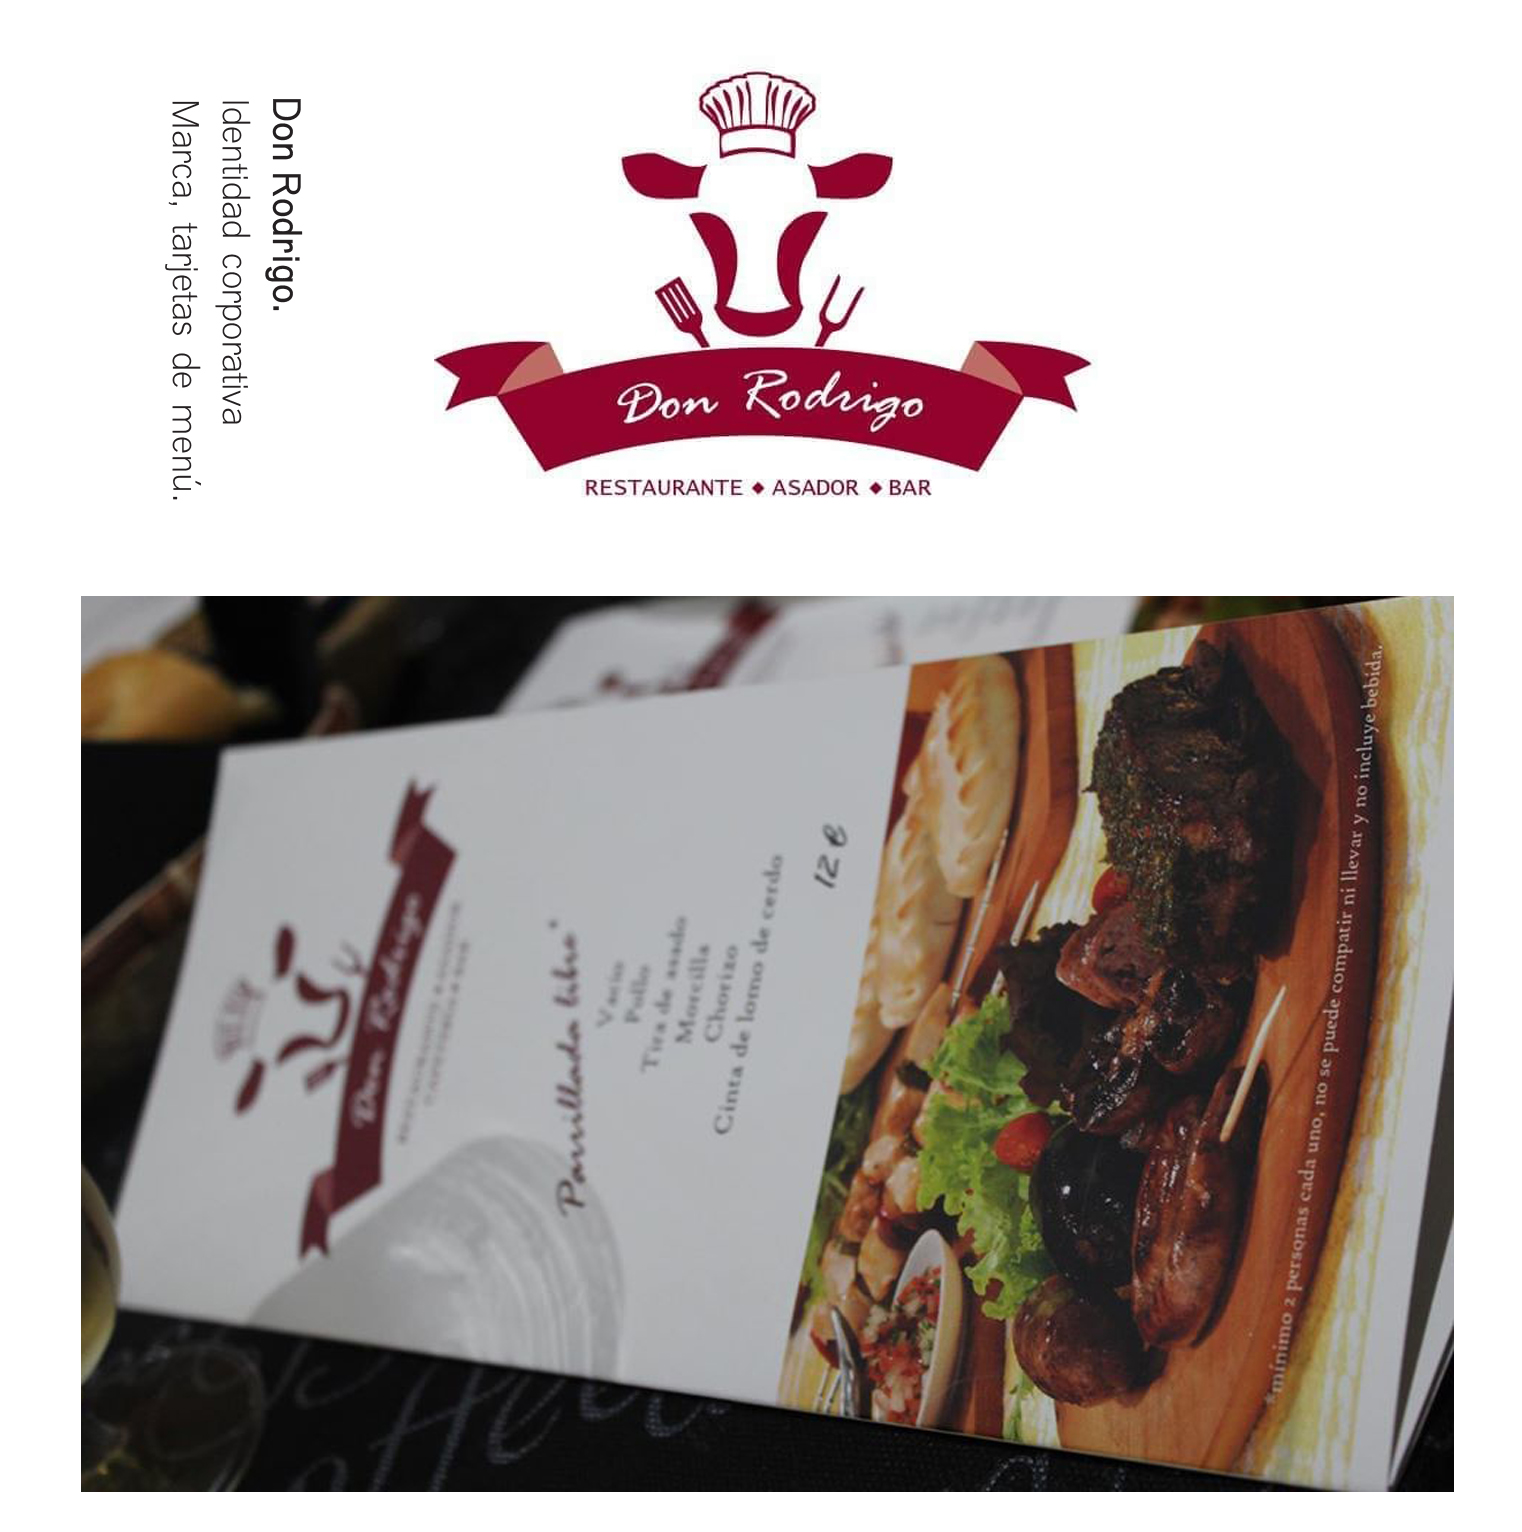 Don Rodrigo.
Identidad corporativa
Marca, tarjetas de menú.
Don Rodrigo
RESTAURANTE ◆ ASADOR ◆ BAR
Don Rodrigo
Parrillada libre*
Vacío
Pollo
Tira de asado
Morcilla
Chorizo
Cinta de lomo de cerdo
12 €
*mínimo 2 personas cada uno, no se puede compatir ni llevar y no incluye bebida.